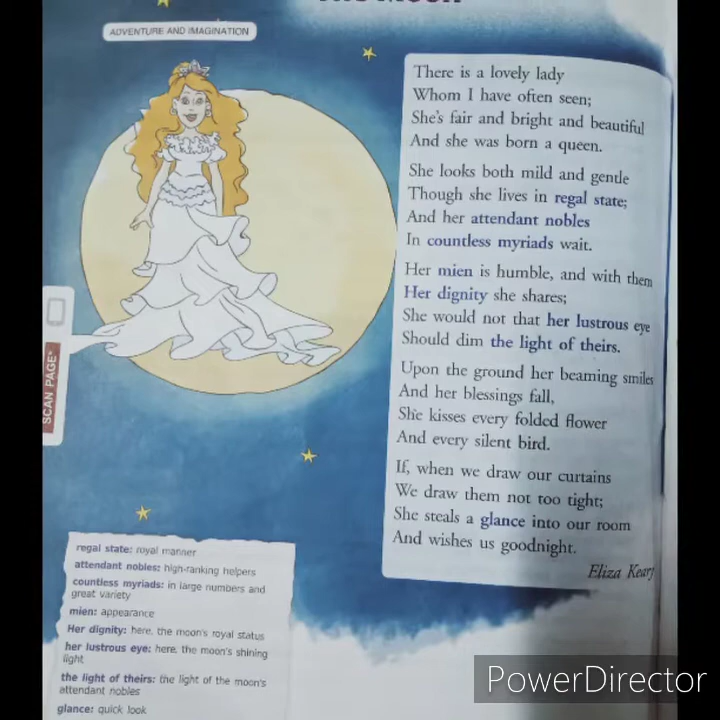 ADVENTURE AND IMAGINATION
There is a lovely lady
Whom I have often seen;
She's fair and bright and beautiful
And she was born a queen.
She looks both mild and gentle
Though she lives in regal state;
And her attendant nobles
In countless myriads wait.
Her mien is humble, and with them
Her dignity she shares;
She would not that her lustrous eye
Should dim the light of theirs.
Upon the ground her beaming smiles
And her blessings fall,
She kisses every folded flower
And every silent bird.
If, when we draw our curtains
We draw them not too tight;
She steals a glance into our room
And wishes us goodnight.
Eliza
SCAN PAGE
regal state: royal manner
attendant nobles: high-ranking helpers
countless myriads: in large numbers and
great variety
mien: appearance
Her dignity: here, the moon's royal status
her lustrous eye: here, the moon's shining
light
the light of theirs: the light of the moon's
attendant nobles
glance: quick look
PowerDirector